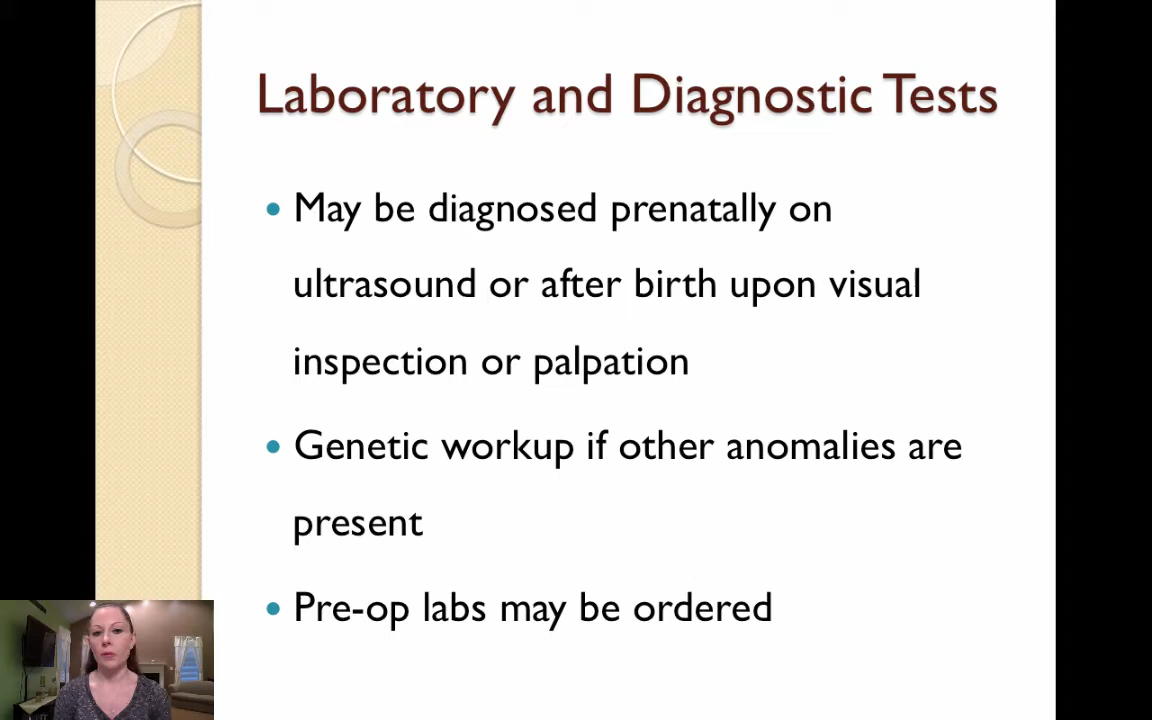 Laboratory and Diagnostic Tests
• May be diagnosed prenatally on
ultrasound or after birth upon visual
inspection or palpation
• Genetic workup if other anomalies are
present
• Pre-op labs may be ordered